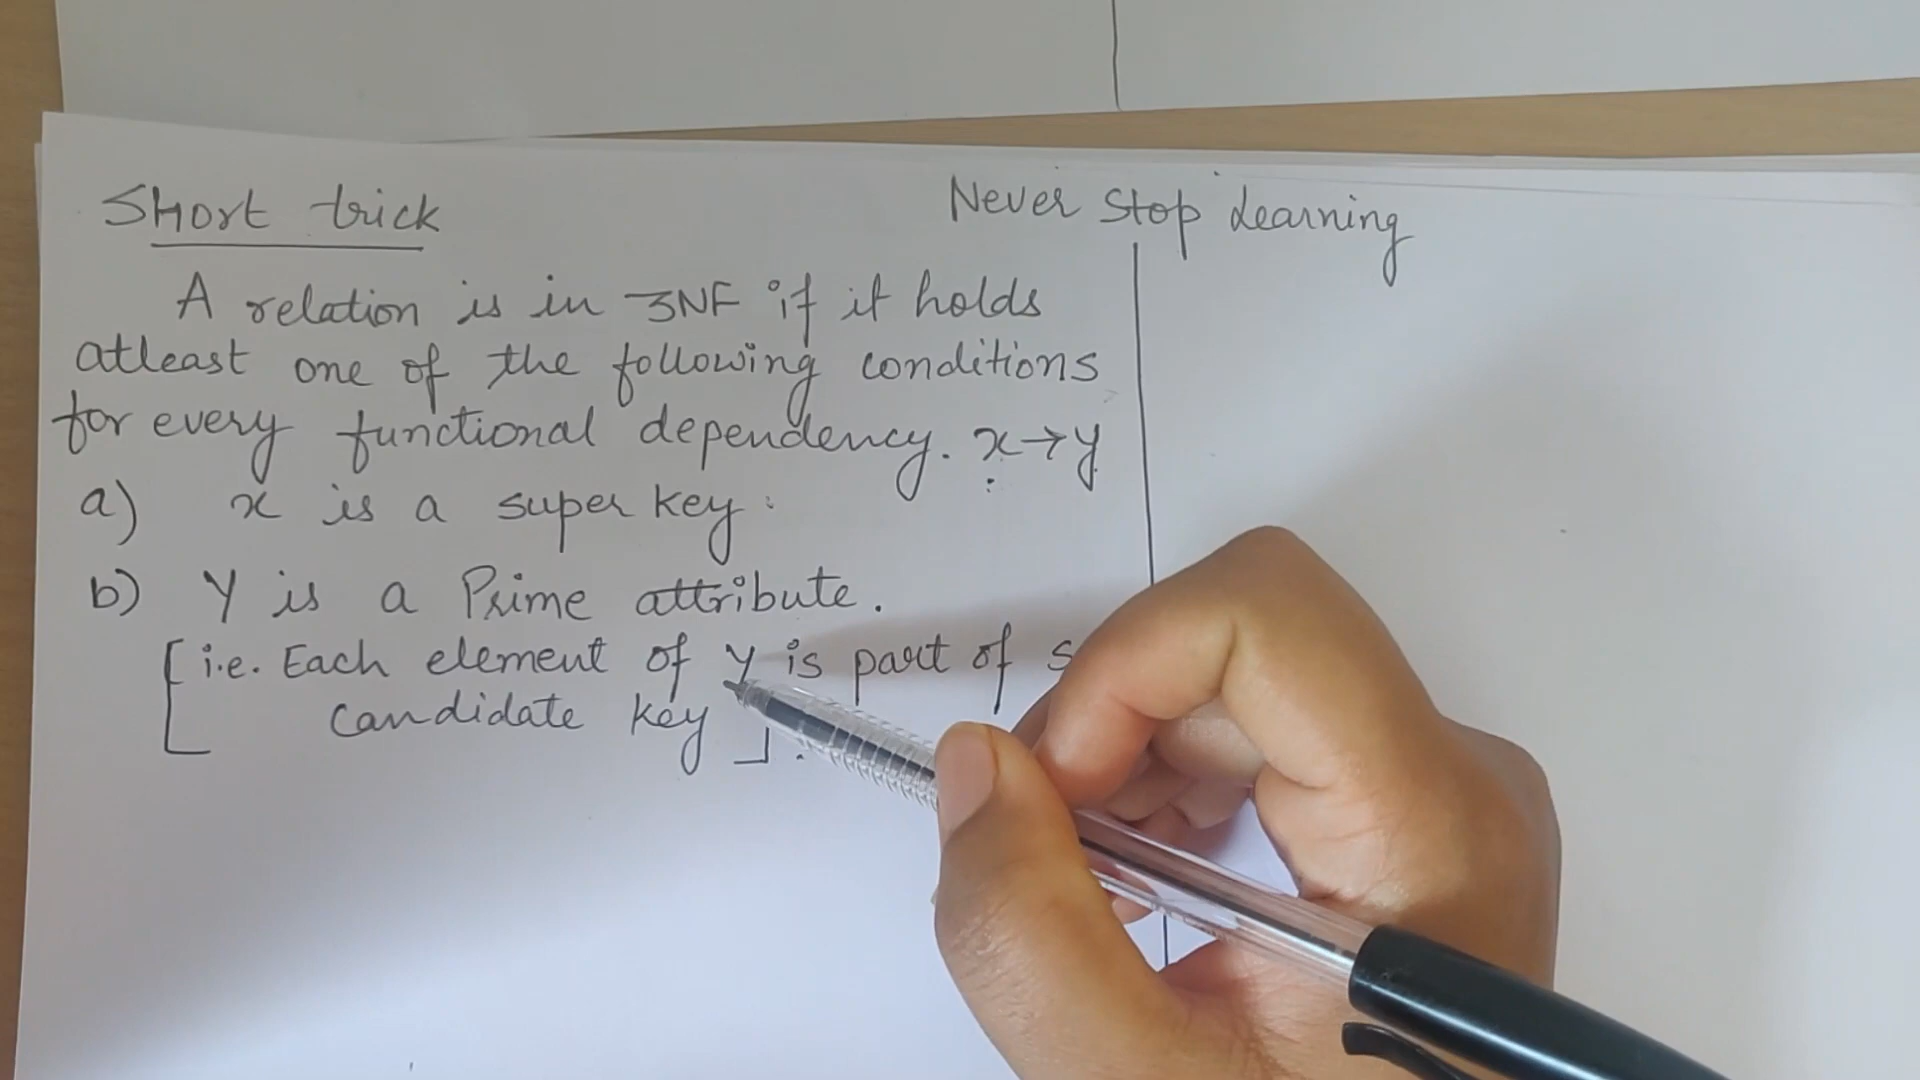 Short trick
Never Stop Learning
A relation is in 3NF if it holds
atleast one of the following conditions
for every functional dependency. x→y
a) x is a super key.
b) Y is a Prime attribute.
[i.e. Each element of Y is part of
candidate key].